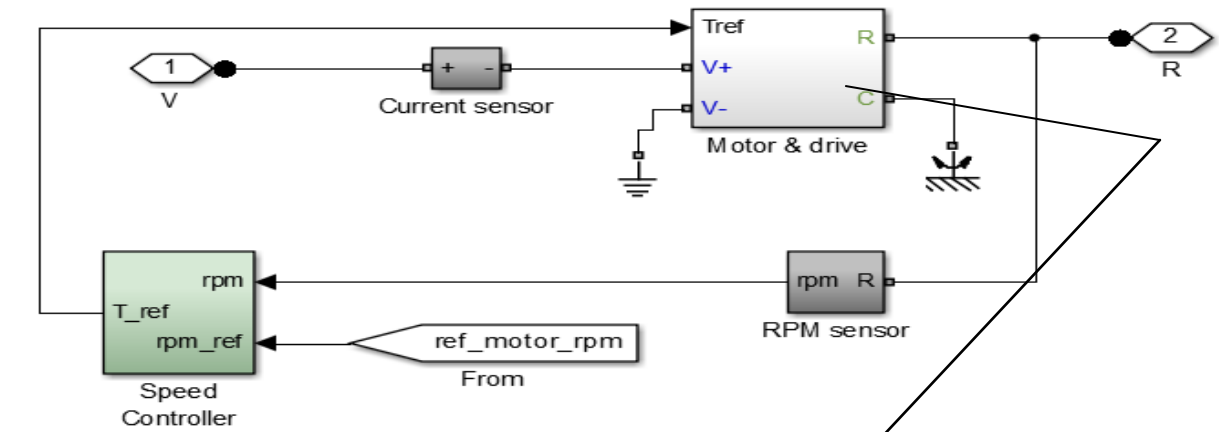 Tref
R
1
V
+ -
Current sensor
V+
V-
C
Motor & drive
2
R
rpm
T_ref
rpm_ref
Speed
Controller
rpm R
RPM sensor
ref_motor_rpm
From